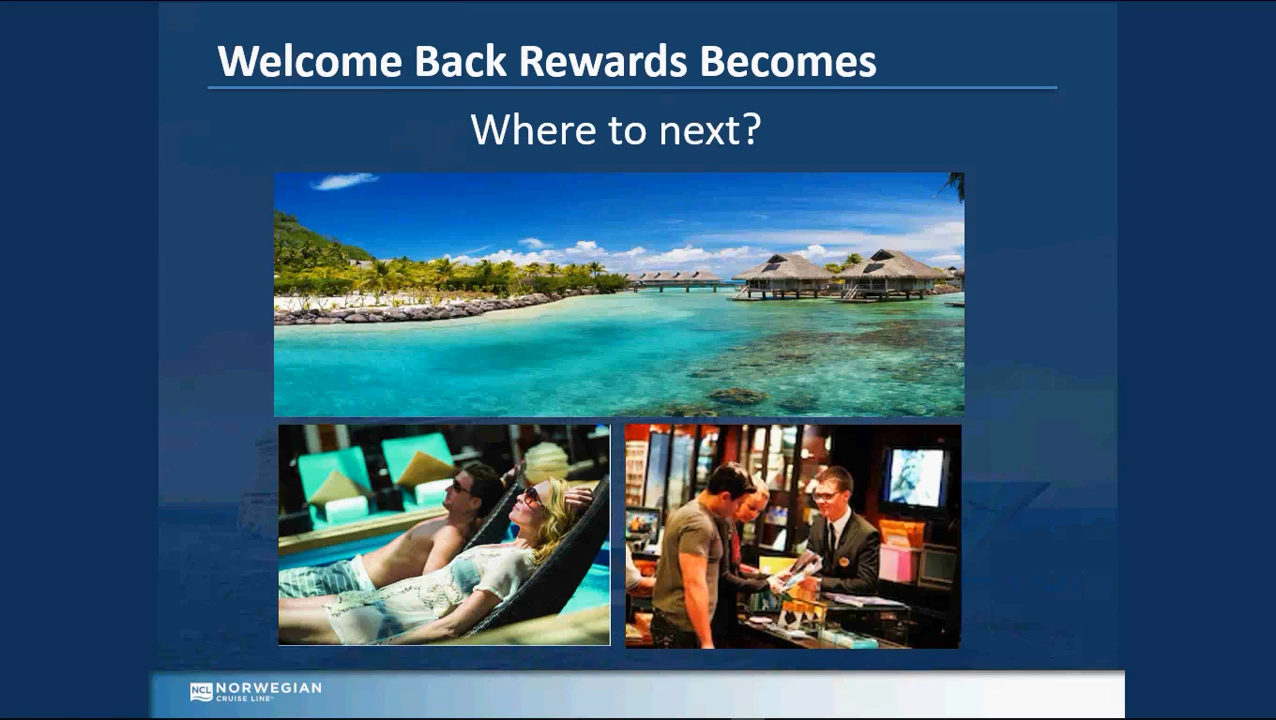 Welcome Back Rewards Becomes
Where to next?
NCL NORWEGIAN
CRUISE LINE®